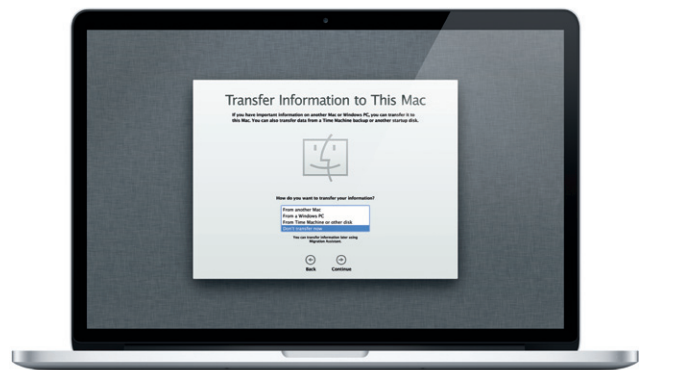 Transfer Information to This Mac
If you have important information on another Mac or Windows PC, you can transfer it to
this Mac. You can also transfer data from a Time Machine backup or another startup disk.
How do you want to transfer your information?
From another Mac
From a Windows PC
From Time Machine or other disk
Don't transfer now
You can transfer information later using
Migration Assistant.
Back Continue